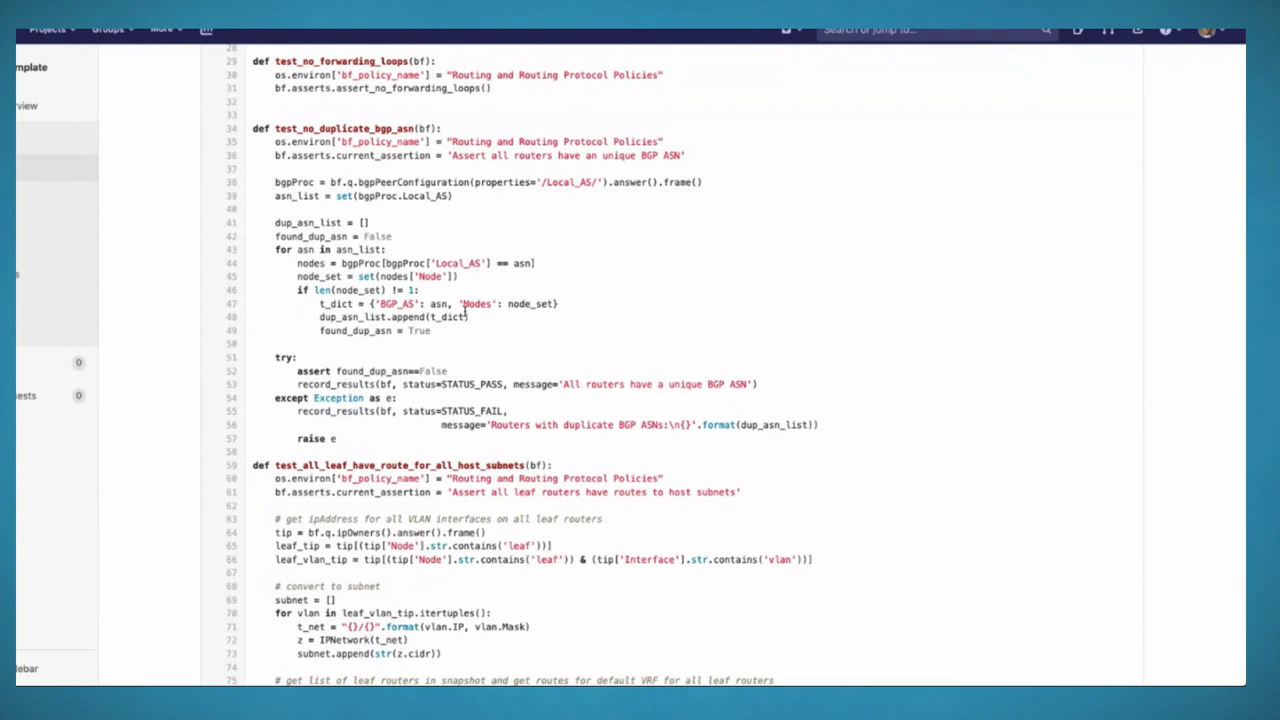 Projects Groups More
Search or jump to...
emplate
rview
s
0
ests 0
ebar
28
29 def test_no_forwarding_loops(bf):
30 os.environ['bf_policy_name'] = "Routing and Routing Protocol Policies"
31 bf.asserts.assert_no_forwarding_loops()
32
33
34 def test_no_duplicate_bgp_asn(bf):
35 os.environ['bf_policy_name'] = "Routing and Routing Protocol Policies"
36 bf.asserts.current_assertion = 'Assert all routers have an unique BGP ASN'
37
38 bgpProc = bf.q.bgpPeerConfiguration(properties='/Local_AS/').answer().frame()
39 asn_list = set(bgpProc.Local_AS)
40
41 dup_asn_list = []
42 found_dup_asn = False
43 for asn in asn_list:
44 nodes = bgpProc[bgpProc['Local_AS'] == asn]
45 node_set = set(nodes['Node'])
46 if len(node_set) != 1:
47 t_dict = {'BGP_AS': asn, 'Nodes': node_set}
48 dup_asn_list.append(t_dict)
49 found_dup_asn = True
50
51 try:
52 assert found_dup_asn==False
53 record_results(bf, status=STATUS_PASS, message='All routers have a unique BGP ASN')
54 except Exception as e:
55 record_results(bf, status=STATUS_FAIL,
56 message='Routers with duplicate BGP ASNs:\n{}'.format(dup_asn_list))
57 raise e
58
59 def test_all_leaf_have_route_for_all_host_subnets(bf):
60 os.environ['bf_policy_name'] = "Routing and Routing Protocol Policies"
61 bf.asserts.current_assertion = 'Assert all leaf routers have routes to host subnets'
62
63 # get ipAddress for all VLAN interfaces on all leaf routers
64 tip = bf.q.ipOwners().answer().frame()
65 leaf_tip = tip[(tip['Node'].str.contains('leaf'))]
66 leaf_vlan_tip = tip[(tip['Node'].str.contains('leaf')) & (tip['Interface'].str.contains('vlan'))]
67
68 # convert to subnet
69 subnet = []
70 for vlan in leaf_vlan_tip.itertuples():
71 t_net = "{}/{}".format(vlan.IP, vlan.Mask)
72 z = IPNetwork(t_net)
73 subnet.append(str(z.cidr))
74
75 # get list of leaf routers in snapshot and get routes for default VRF for all leaf routers